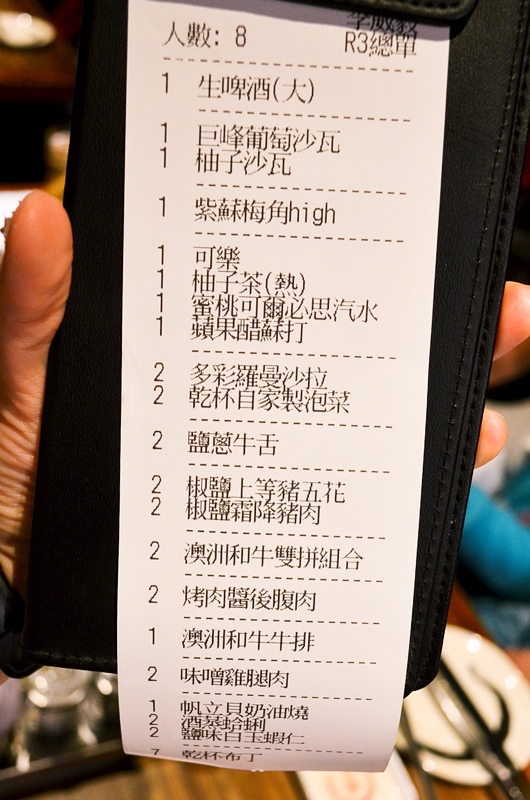 李威毅
人數: 8 R3總單
1 生啤酒(大)
1 巨峰葡萄沙瓦
1 柚子沙瓦
1 紫蘇梅角high
1 可樂
1 柚子茶(熱)
1 蜜桃可爾必思汽水
1 蘋果醋蘇打
2 多彩羅曼沙拉
2 乾杯自家製泡菜
2 鹽蔥牛舌
2 椒鹽上等豬五花
2 椒鹽霜降豬肉
2 澳洲和牛雙拼組合
2 烤肉醬後腹肉
1 澳洲和牛牛排
2 味噌雞腿肉
1 帆立貝奶油燒
2 酒蒸蛤蜊
2 鹽味白玉蝦仁
7 乾杯布丁